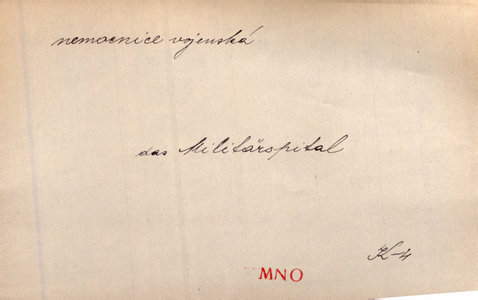 nemocnice vojenská
das Militärspital
K-4
MNO